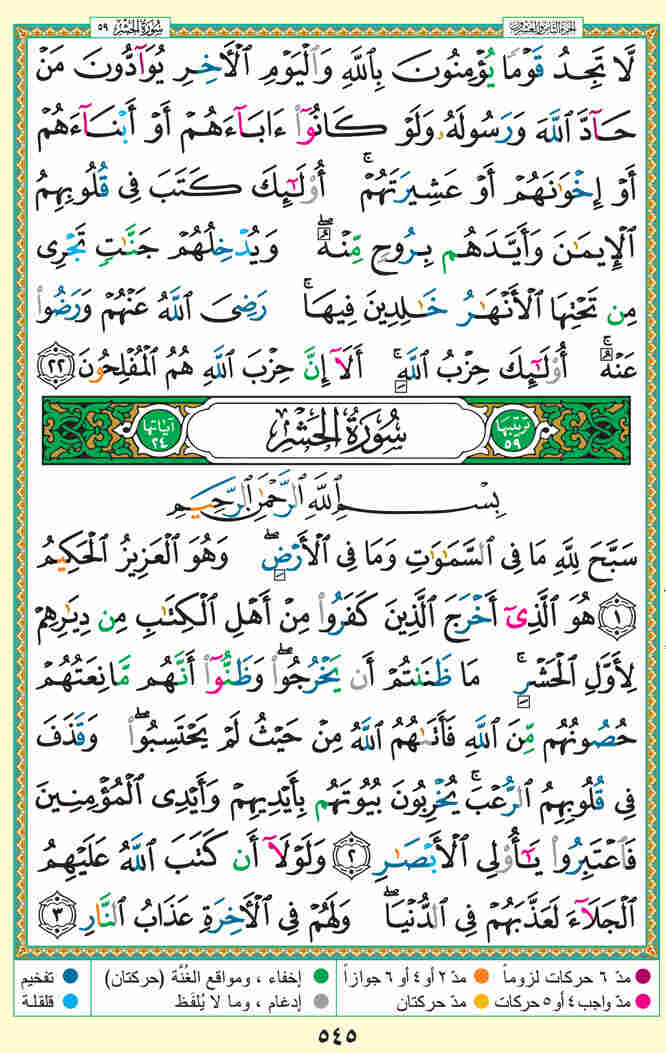 الجزء الثامن والعشرون سُورَةُ الحَشْرِ ٥٩
لَّا تَجِدُ قَوْمًا يُؤْمِنُونَ بِٱللَّهِ وَٱلْيَوْمِ ٱلْأٓخِرِ يُوَآدُّونَ مَنْ
حَآدَّ ٱللَّهَ وَرَسُولَهُۥ وَلَوْ كَانُوٓا۟ ءَابَآءَهُمْ أَوْ أَبْنَآءَهُمْ
أَوْ إِخْوَٰنَهُمْ أَوْ عَشِيرَتَهُمْ ۚ أُو۟لَٰٓئِكَ كَتَبَ فِى قُلُوبِهِمُ
ٱلْإِيمَٰنَ وَأَيَّدَهُم بِرُوحٍ مِّنْهُ ۖ وَيُدْخِلُهُمْ جَنَّٰتٍ تَجْرِى
مِن تَحْتِهَا ٱلْأَنْهَٰرُ خَٰلِدِينَ فِيهَا ۚ رَضِىَ ٱللَّهُ عَنْهُمْ وَرَضُوا۟
عَنْهُ ۚ أُو۟لَٰٓئِكَ حِزْبُ ٱللَّهِ ۚ أَلَآ إِنَّ حِزْبَ ٱللَّهِ هُمُ ٱلْمُفْلِحُونَ ٢٢
ترتيبها ٥٩ سُورَةُ الحَشْرِ آياتها ٢٤
بِسْمِ ٱللَّهِ ٱلرَّحْمَٰنِ ٱلرَّحِيمِ
سَبَّحَ لِلَّهِ مَا فِى ٱلسَّمَٰوَٰتِ وَمَا فِى ٱلْأَرْضِ ۖ وَهُوَ ٱلْعَزِيزُ ٱلْحَكِيمُ
١ هُوَ ٱلَّذِىٓ أَخْرَجَ ٱلَّذِينَ كَفَرُوا۟ مِنْ أَهْلِ ٱلْكِتَٰبِ مِن دِيَٰرِهِمْ
لِأَوَّلِ ٱلْحَشْرِ ۚ مَا ظَنَنتُمْ أَن يَخْرُجُوا۟ ۖ وَظَنُّوٓا۟ أَنَّهُم مَّانِعَتُهُمْ
حُصُونُهُم مِّنَ ٱللَّهِ فَأَتَىٰهُمُ ٱللَّهُ مِنْ حَيْثُ لَمْ يَحْتَسِبُوا۟ ۖ وَقَذَفَ
فِى قُلُوبِهِمُ ٱلرُّعْبَ ۚ يُخْرِبُونَ بُيُوتَهُم بِأَيْدِيهِمْ وَأَيْدِى ٱلْمُؤْمِنِينَ
فَٱعْتَبِرُوا۟ يَٰٓأُو۟لِى ٱلْأَبْصَٰرِ ٢ وَلَوْلَآ أَن كَتَبَ ٱللَّهُ عَلَيْهِمُ
ٱلْجَلَآءَ لَعَذَّبَهُمْ فِى ٱلدُّنْيَا ۖ وَلَهُمْ فِى ٱلْأٓخِرَةِ عَذَابُ ٱلنَّارِ ٣
مدّ ٦ حركات لزوماً مدّ ٢ أو ٤ أو ٦ جوازاً إخفاء ، ومواقع الغُنَّة (حركتان) تفخيم
مدّ واجب ٤ أو ٥ حركات مدّ حركتان إدغام ، وما لا يُلفَظ قلقلة
٥٤٥